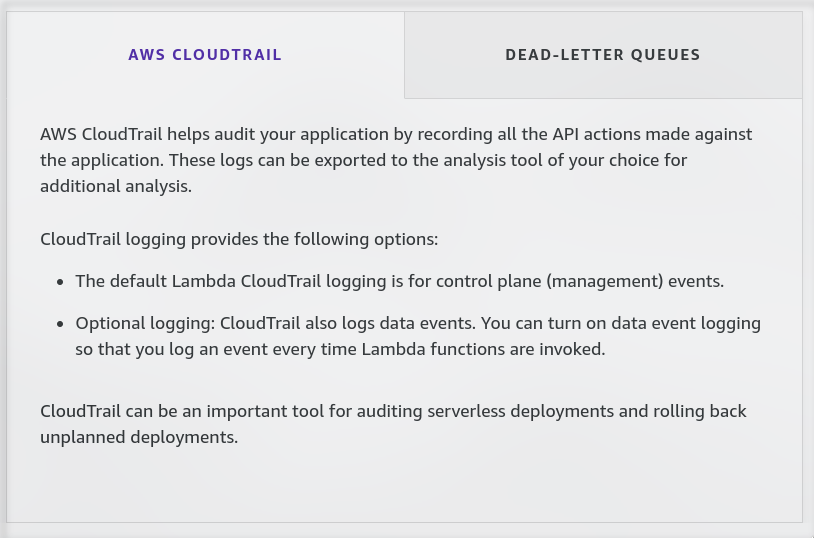 AWS CLOUDTRAIL
DEAD-LETTER QUEUES
AWS CloudTrail helps audit your application by recording all the API actions made against
the application. These logs can be exported to the analysis tool of your choice for
additional analysis.
CloudTrail logging provides the following options:
• The default Lambda CloudTrail logging is for control plane (management) events.
• Optional logging: CloudTrail also logs data events. You can turn on data event logging
so that you log an event every time Lambda functions are invoked.
CloudTrail can be an important tool for auditing serverless deployments and rolling back
unplanned deployments.